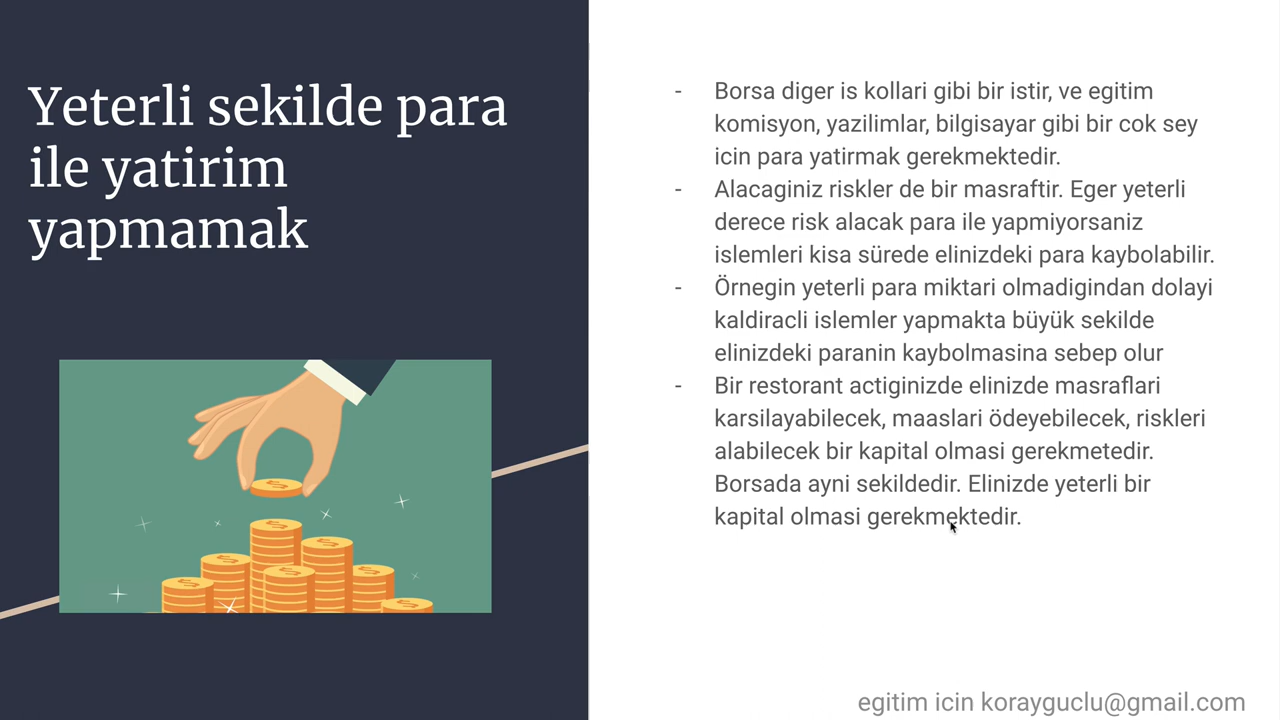 Yeterli sekilde para
ile yatirim
yapmamak
- Borsa diger is kollari gibi bir istir, ve egitim
komisyon, yazilimlar, bilgisayar gibi bir cok sey
icin para yatirmak gerekmektedir.
- Alacaginiz riskler de bir masraftir. Eger yeterli
derece risk alacak para ile yapmiyorsaniz
islemleri kisa sürede elinizdeki para kaybolabilir.
- Örnegin yeterli para miktari olmadigindan dolayi
kaldiracli islemler yapmakta büyük sekilde
elinizdeki paranin kaybolmasina sebep olur
- Bir restorant actiginizde elinizde masraflari
karsilayabilecek, maaslari ödeyebilecek, riskleri
alabilecek bir kapital olmasi gerekmetedir.
Borsada ayni sekildedir. Elinizde yeterli bir
kapital olmasi gerekmektedir.
egitim icin korayguclu@gmail.com